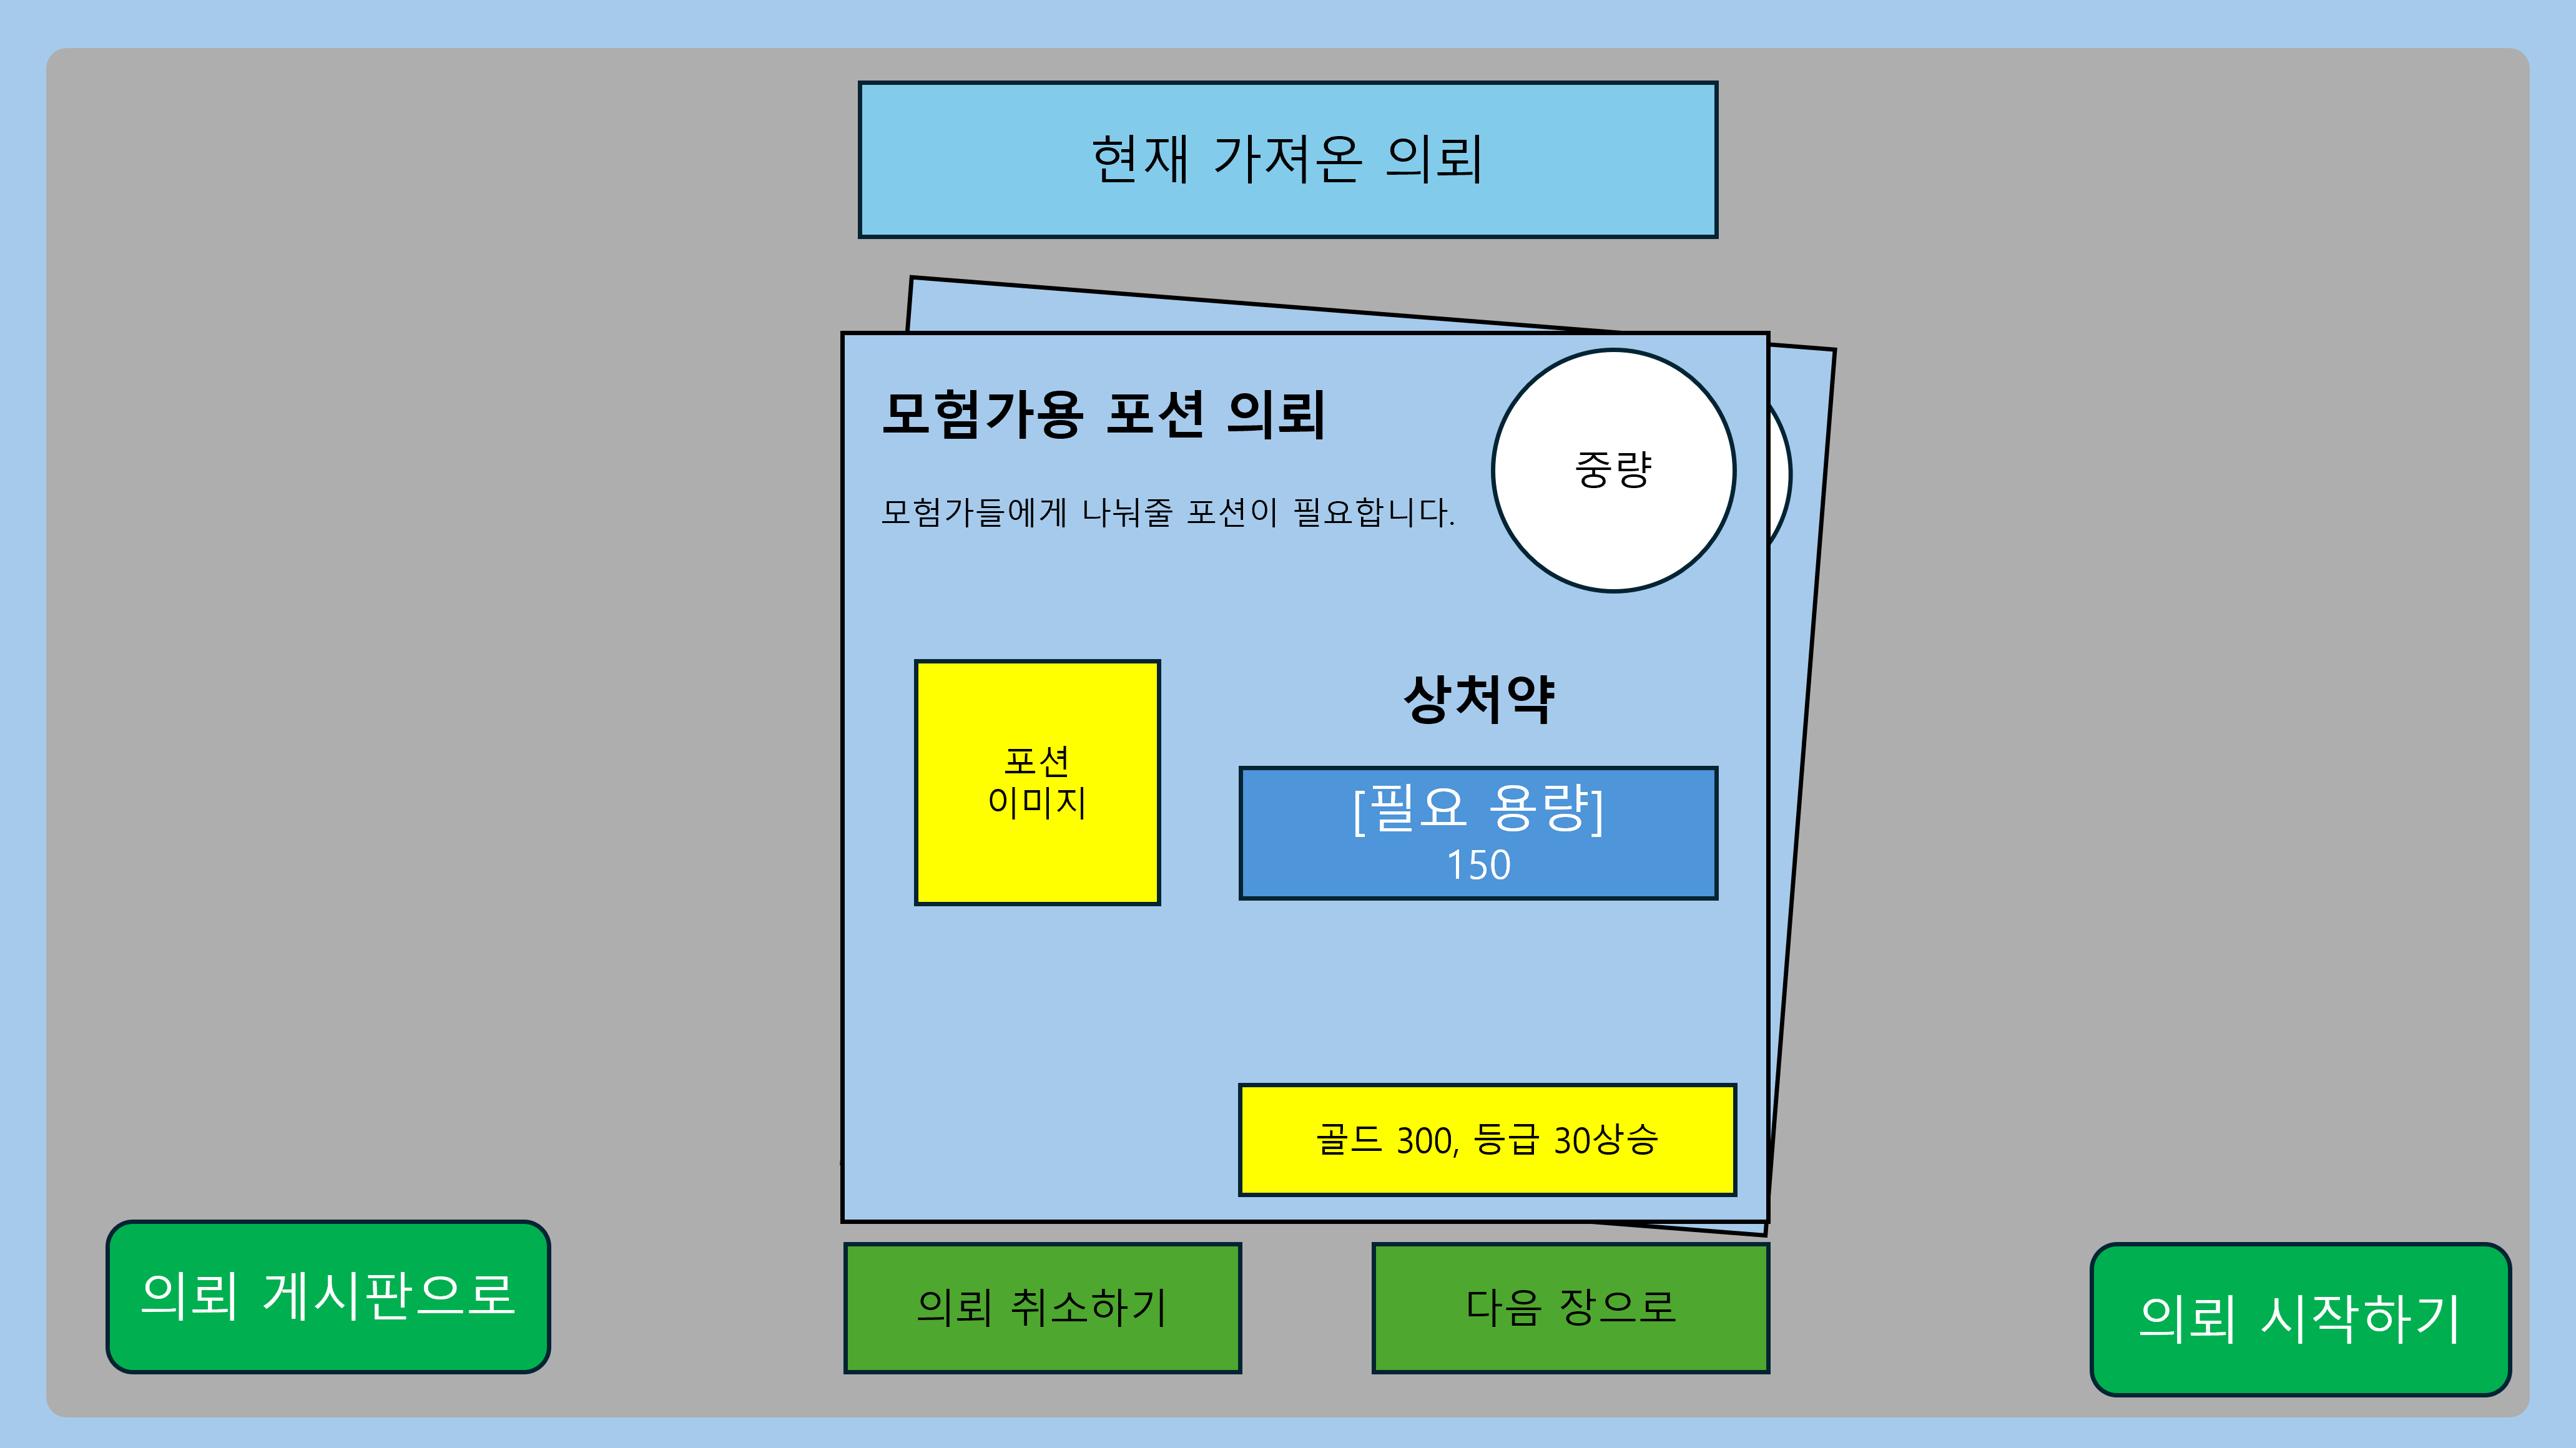 현재 가져온 의뢰
모험가용 포션 의뢰
중량
모험가들에게 나눠줄 포션이 필요합니다.
포션
이미지
상처약
[필요 용량]
150
골드 300, 등급 30상승
의뢰 게시판으로
의뢰 취소하기
다음 장으로
의뢰 시작하기